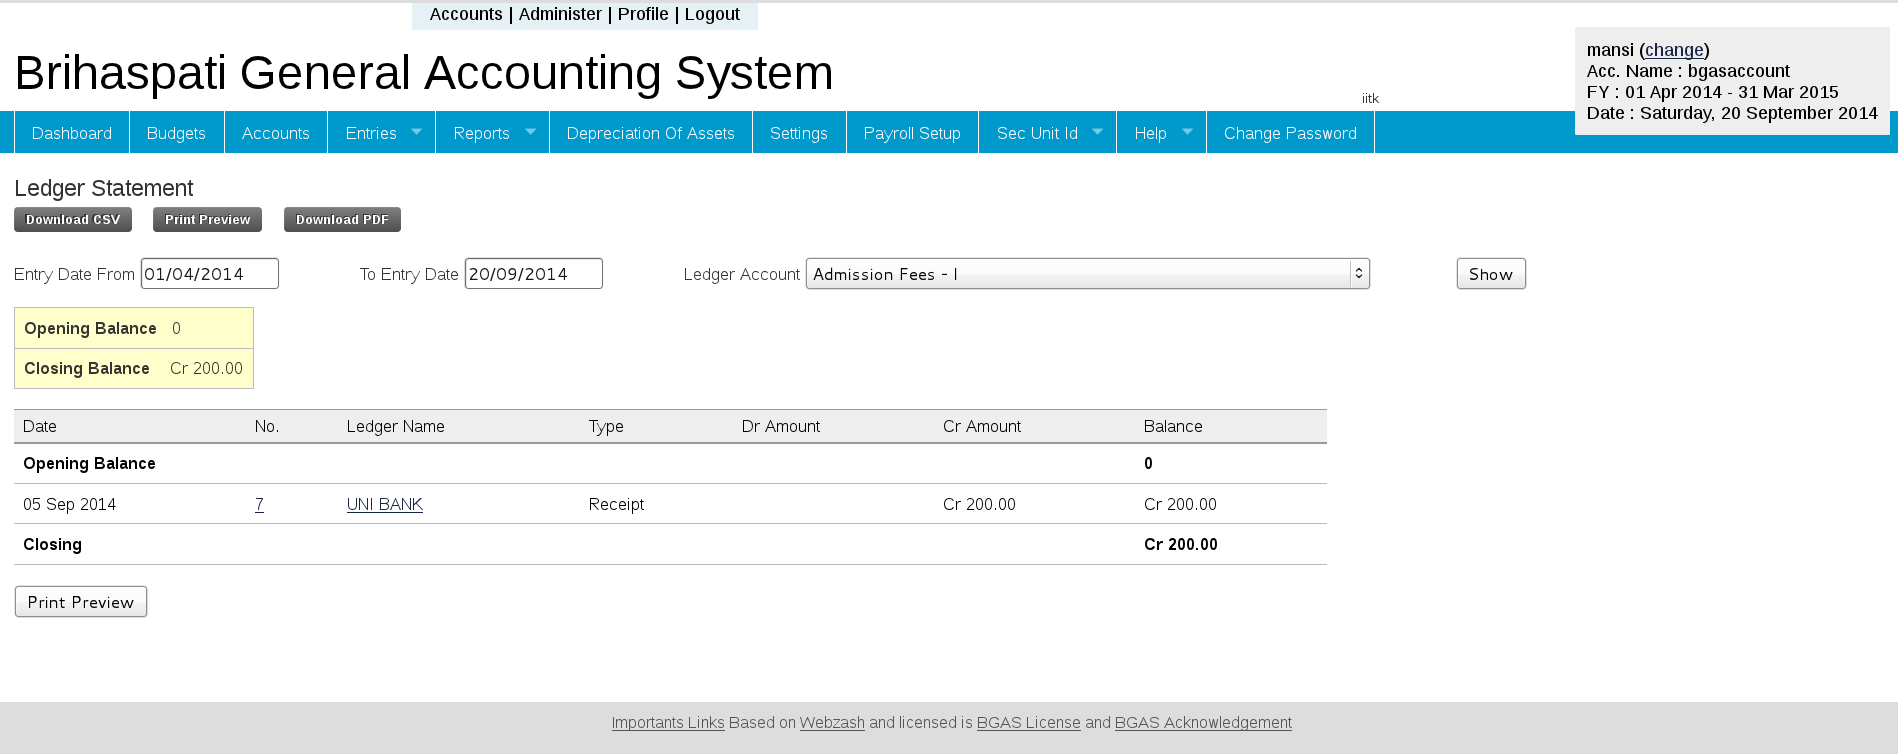 Accounts | Administer | Profile | Logout
Brihaspati General Accounting System
iitk
mansi (change)
Acc. Name : bgasaccount
FY : 01 Apr 2014 - 31 Mar 2015
Date : Saturday, 20 September 2014
Dashboard Budgets Accounts Entries Reports Depreciation Of Assets Settings Payroll Setup Sec Unit Id Help Change Password
Ledger Statement
Download CSV Print Preview Download PDF
Entry Date From 01/04/2014 To Entry Date 20/09/2014 Ledger Account Admission Fees - I Show
Opening Balance 0
Closing Balance Cr 200.00
Date No. Ledger Name Type Dr Amount Cr Amount Balance
Opening Balance 0
05 Sep 2014 7 UNI BANK Receipt Cr 200.00 Cr 200.00
Closing Cr 200.00
Print Preview
Importants Links Based on Webzash and licensed is BGAS License and BGAS Acknowledgement